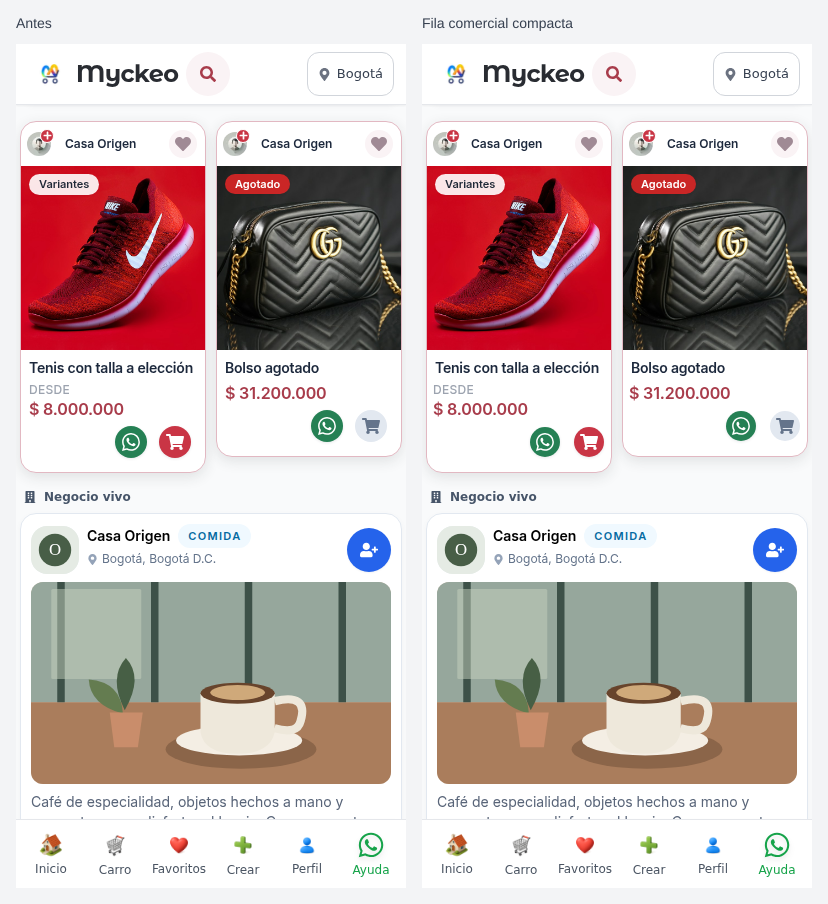 Antes
Myckeo
Bogotá
Casa Origen
Casa Origen
Variantes
NIKE
Agotado
Tenis con talla a elección
DESDE
$ 8.000.000
Bolso agotado
$ 31.200.000
Negocio vivo
O
Casa Origen
COMIDA
Bogotá, Bogotá D.C.
Café de especialidad, objetos hechos a mano y
Inicio
Carro
Favoritos
Crear
Perfil
Ayuda
Fila comercial compacta
Myckeo
Bogotá
Casa Origen
Casa Origen
Variantes
NIKE
Agotado
Tenis con talla a elección
DESDE
$ 8.000.000
Bolso agotado
$ 31.200.000
Negocio vivo
O
Casa Origen
COMIDA
Bogotá, Bogotá D.C.
Café de especialidad, objetos hechos a mano y
Inicio
Carro
Favoritos
Crear
Perfil
Ayuda